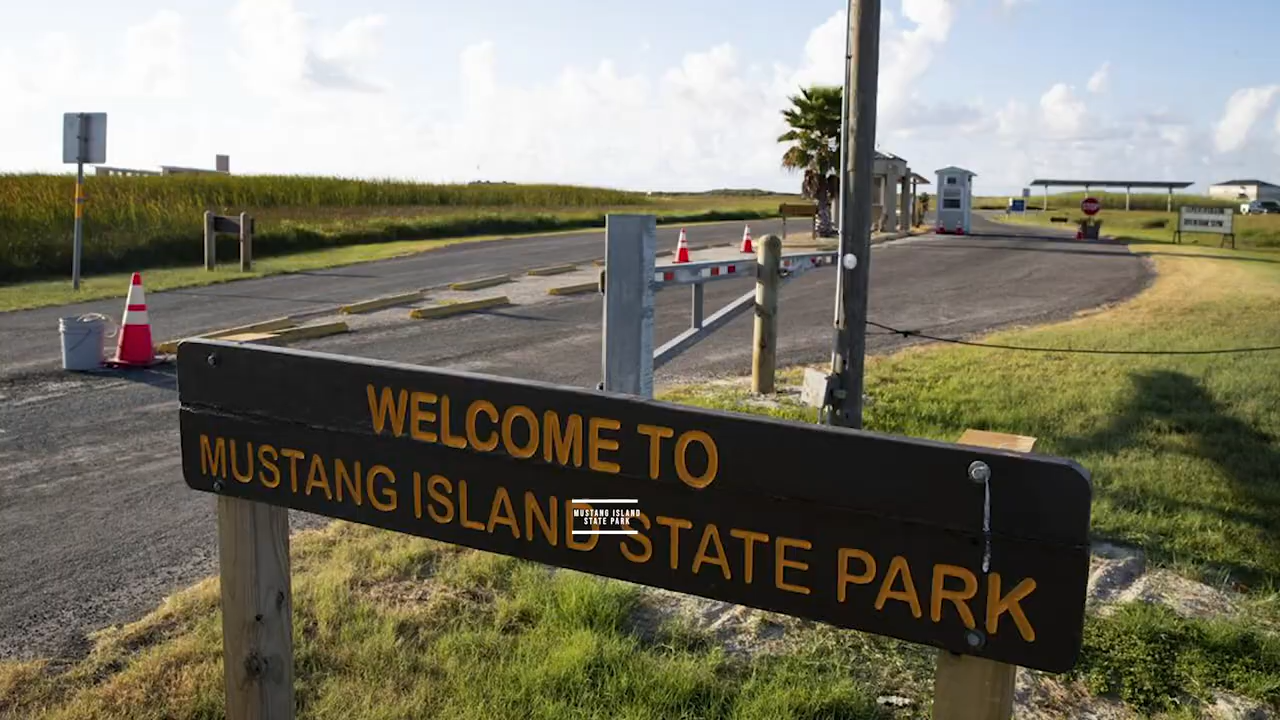 WELCOME TO
MUSTANG ISLAND STATE PARK
MUSTANG ISLAND
STATE PARK